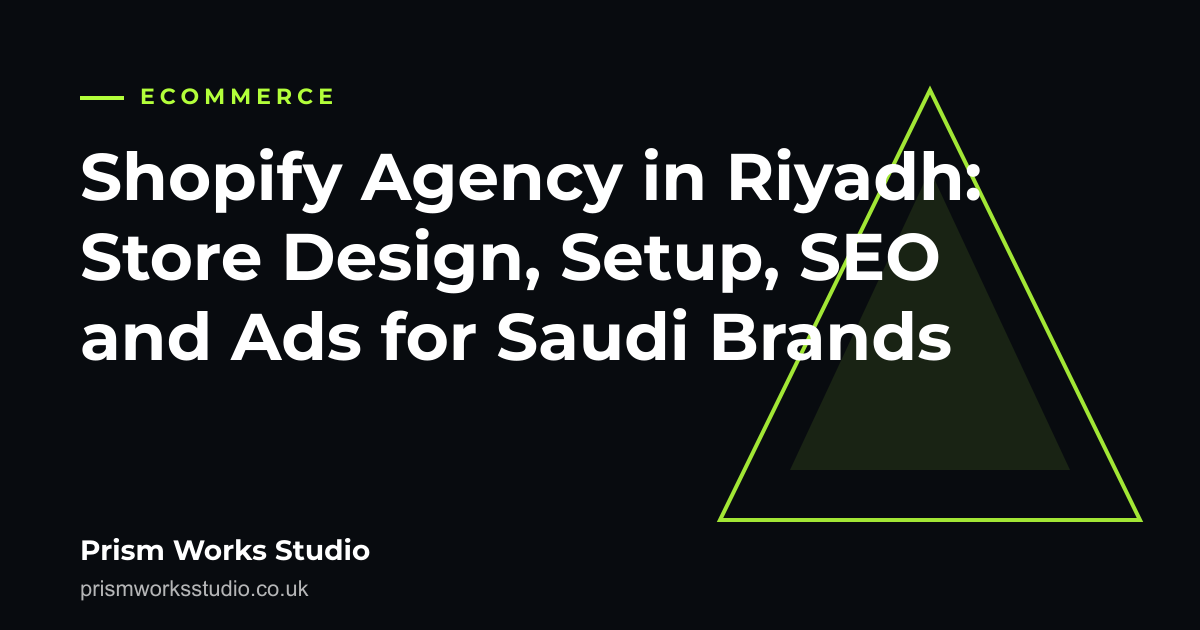 ECOMMERCE
Shopify Agency in Riyadh:
Store Design, Setup, SEO
and Ads for Saudi Brands
Prism Works Studio
prismworksstudio.co.uk